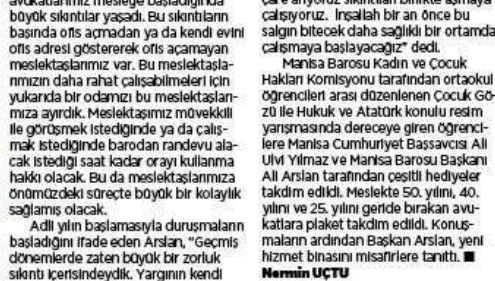 avukatlarımız mesleğe başladığında
büyük sıkıntılar yaşadı. Bu sıkıntıların
başında ofis açmadan ya da kendi evini
ofis adresi göstererek ofis açamayan
meslektaşlarımız var. Bu meslektaşla-
rımızın daha rahat çalışabilmeleri için
yukarıda bir odamızı bu meslektaşları-
mıza ayırdık. Meslektaşımız müvekkili
ile görüşmek istediğinde ya da çalış-
mak istediğinde barodan randevu ala-
cak istediği saat kadar orayı kullanma
hakkı olacak. Bu da meslektaşlarımıza
önümüzdeki süreçte büyük bir kolaylık
sağlamış olacak.
Adli yılın başlamasıyla duruşmaların
başladığını ifade eden Arslan, "Geçmiş
dönemlerde zaten büyük bir zorluk
sıkıntı içerisindeydik. Yargının kendi
çare arıyoruz sıkıntıları birlikte aşmaya
çalışıyoruz. İnşallah bir an önce bu
salgın bitecek daha sağlıklı bir ortamda
çalışmaya başlayacağız" dedi.
Manisa Barosu Kadın ve Çocuk
Hakları Komisyonu tarafından ortaokul
öğrencileri arası düzenlenen Çocuk Gö-
zü ile Hukuk ve Atatürk konulu resim
yarışmasında dereceye giren öğrenci-
lere Manisa Cumhuriyet Başsavcısı Ali
Ulvi Yılmaz ve Manisa Barosu Başkanı
Ali Arslan tarafından çeşitli hediyeler
takdim edildi. Meslekte 50. yılını, 40.
yılını ve 25. yılını geride bırakan avu-
katlara plaket takdim edildi. Konuş-
maların ardından Başkan Arslan, yeni
hizmet binasını misafirlere tanıttı. ■
Nermin UÇTU